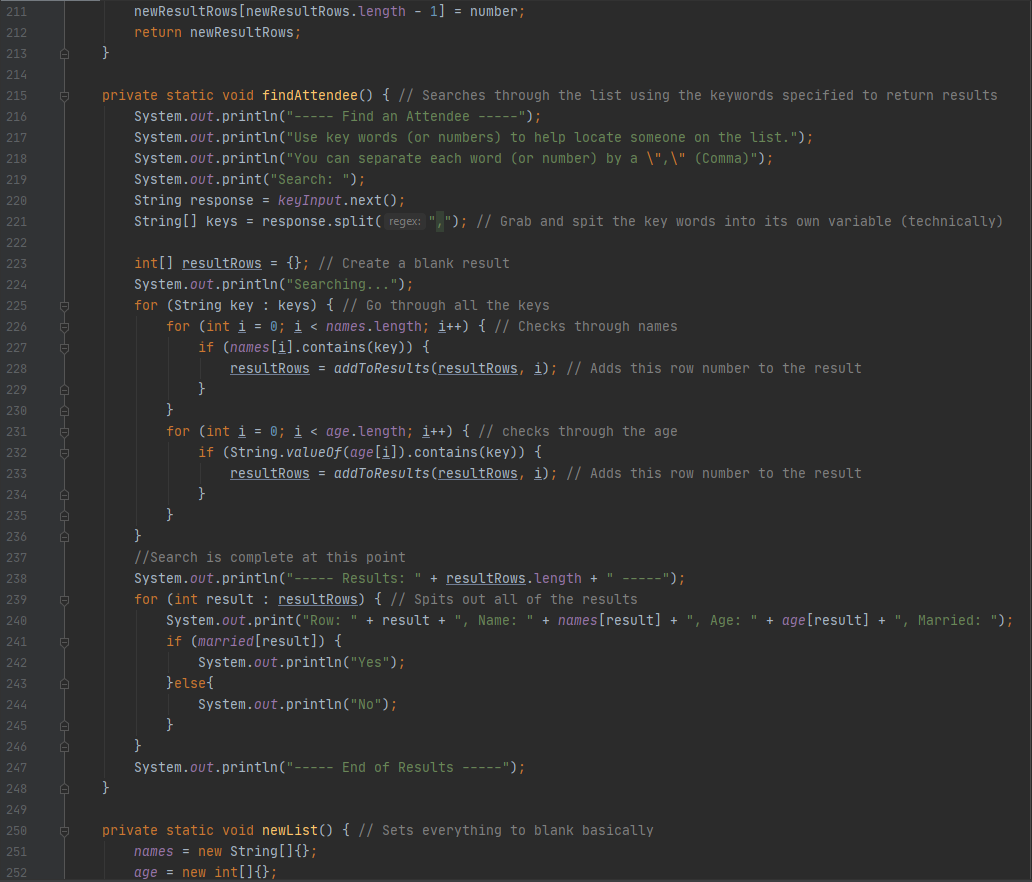 211 newResultRows[newResultRows.length - 1] = number;
212 return newResultRows;
213 }
214
215 private static void findAttendee() { // Searches through the list using the keywords specified to return results
216 System.out.println("----- Find an Attendee -----");
217 System.out.println("Use key words (or numbers) to help locate someone on the list.");
218 System.out.println("You can separate each word (or number) by a \",\" (Comma)");
219 System.out.print("Search: ");
220 String response = keyInput.next();
221 String[] keys = response.split( regex: ","); // Grab and spit the key words into its own variable (technically)
222
223 int[] resultRows = {}; // Create a blank result
224 System.out.println("Searching...");
225 for (String key : keys) { // Go through all the keys
226 for (int i = 0; i < names.length; i++) { // Checks through names
227 if (names[i].contains(key)) {
228 resultRows = addToResults(resultRows, i); // Adds this row number to the result
229 }
230 }
231 for (int i = 0; i < age.length; i++) { // checks through the age
232 if (String.valueOf(age[i]).contains(key)) {
233 resultRows = addToResults(resultRows, i); // Adds this row number to the result
234 }
235 }
236 }
237 //Search is complete at this point
238 System.out.println("----- Results: " + resultRows.length + " -----");
239 for (int result : resultRows) { // Spits out all of the results
240 System.out.print("Row: " + result + ", Name: " + names[result] + ", Age: " + age[result] + ", Married: ");
241 if (married[result]) {
242 System.out.println("Yes");
243 }else{
244 System.out.println("No");
245 }
246 }
247 System.out.println("----- End of Results -----");
248 }
249
250 private static void newList() { // Sets everything to blank basically
251 names = new String[]{};
252 age = new int[]{};